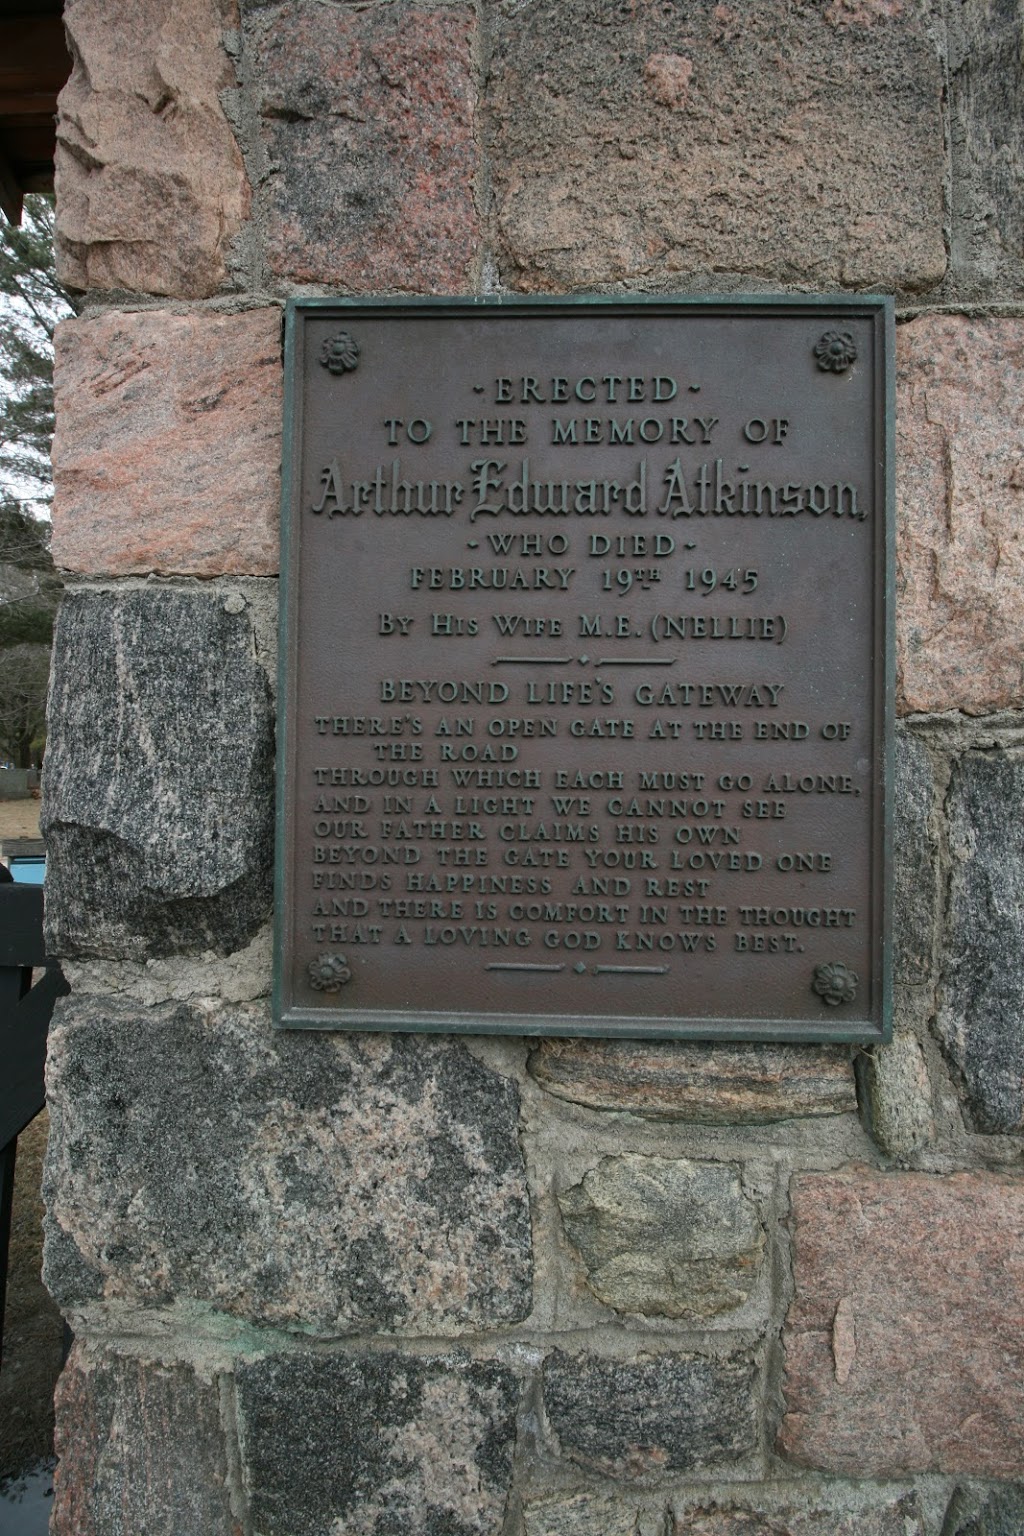 - ERECTED -
TO THE MEMORY OF
Arthur Edward Atkinson,
- WHO DIED -
FEBRUARY 19TH 1945
BY HIS WIFE M.E. (NELLIE)
BEYOND LIFE'S GATEWAY
THERE'S AN OPEN GATE AT THE END OF
THE ROAD
THROUGH WHICH EACH MUST GO ALONE,
AND IN A LIGHT WE CANNOT SEE
OUR FATHER CLAIMS HIS OWN
BEYOND THE GATE YOUR LOVED ONE
FINDS HAPPINESS AND REST
AND THERE IS COMFORT IN THE THOUGHT
THAT A LOVING GOD KNOWS BEST.